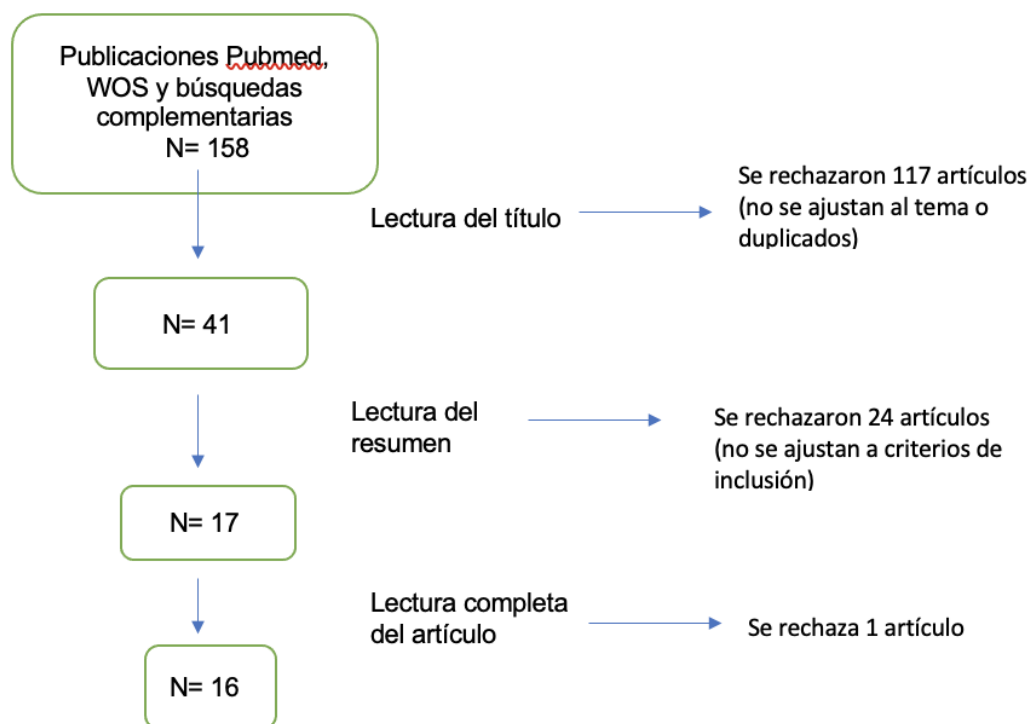 Publicaciones Pubmed,
WOS y búsquedas
complementarias
N= 158
Lectura del título
Se rechazaron 117 artículos
(no se ajustan al tema o
duplicados)
N= 41
Lectura del
resumen
Se rechazaron 24 artículos
(no se ajustan a criterios de
inclusión)
N= 17
Lectura completa
del artículo
Se rechaza 1 artículo
N= 16